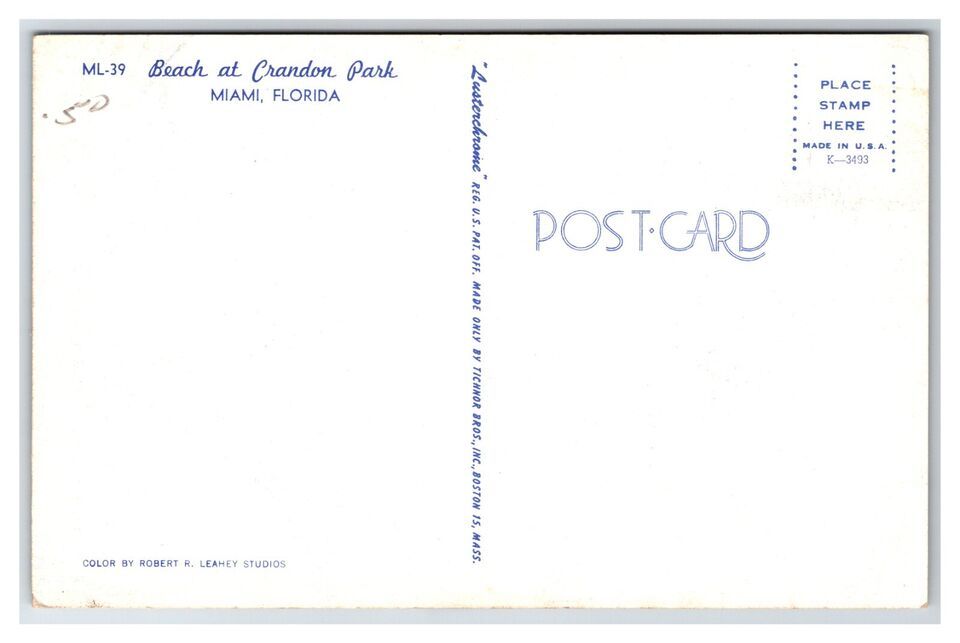 ML-39 Beach at Crandon Park
MIAMI, FLORIDA
.50
COLOR BY ROBERT R. LEAHEY STUDIOS
"Lusterchrome" REG. U.S. PAT. OFF. MADE ONLY BY TICHNOR BROS., INC., BOSTON 15, MASS.
PLACE
STAMP
HERE
MADE IN U.S.A.
K—3493
POST·CARD